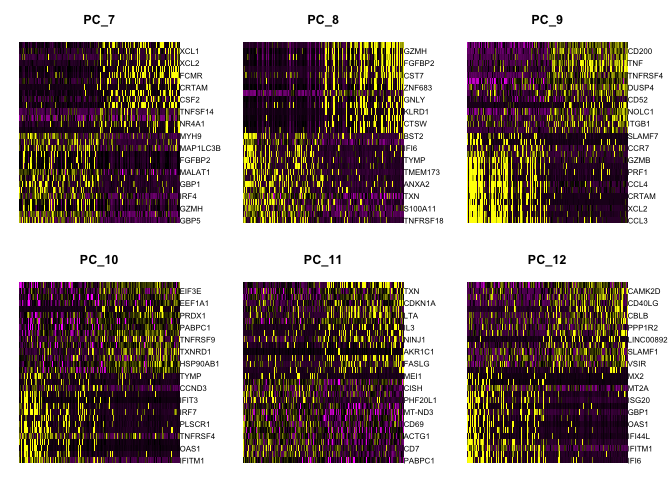 PC_7
XCL1
XCL2
FCMR
CRTAM
CSF2
TNFSF14
NR4A1
MYH9
MAP1LC3B
FGFBP2
MALAT1
GBP1
IRF4
GZMH
GBP5
PC_8
GZMH
FGFBP2
CST7
ZNF683
GNLY
KLRD1
CTSW
BST2
IFI6
TYMP
TMEM173
ANXA2
TXN
S100A11
TNFRSF18
PC_9
CD200
TNF
TNFRSF4
DUSP4
CD52
NOLC1
ITGB1
SLAMF7
CCR7
GZMB
PRF1
CCL4
CRTAM
XCL2
CCL3
PC_10
EIF3E
EEF1A1
PRDX1
PABPC1
TNFRSF9
TXNRD1
HSP90AB1
TYMP
CCND3
IFIT3
IRF7
PLSCR1
TNFRSF4
OAS1
IFITM1
PC_11
TXN
CDKN1A
LTA
IL3
NINJ1
AKR1C1
FASLG
MEI1
CISH
PHF20L1
MT-ND3
CD69
ACTG1
CD7
PABPC1
PC_12
CAMK2D
CD40LG
CBLB
PPP1R2
LINC00892
SLAMF1
VSIR
MX2
MT2A
ISG20
GBP1
OAS1
IFI44L
IFITM1
IFI6